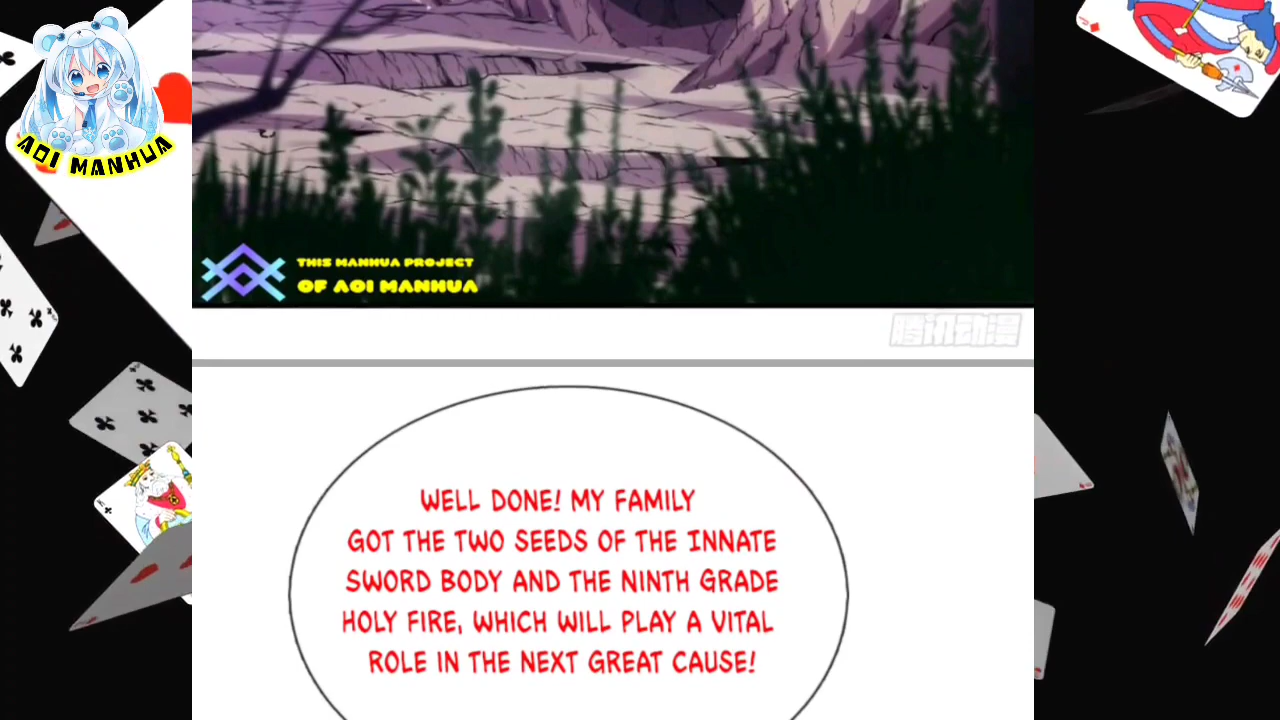 AOI MANHUA
THIS MANHUA PROJECT
OF AOI MANHUA
腾讯动漫
WELL DONE! MY FAMILY
GOT THE TWO SEEDS OF THE INNATE
SWORD BODY AND THE NINTH GRADE
HOLY FIRE, WHICH WILL PLAY A VITAL
ROLE IN THE NEXT GREAT CAUSE!